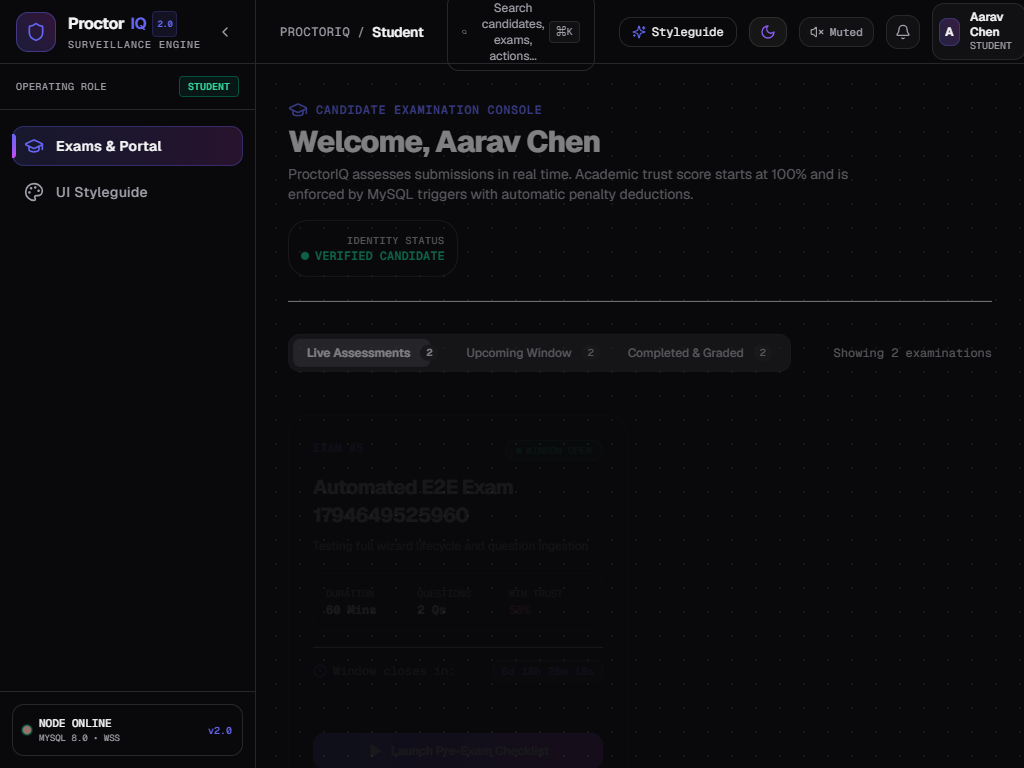 Proctor IQ 2.0
SURVEILLANCE ENGINE
OPERATING ROLE
STUDENT
Exams & Portal
UI Styleguide
NODE ONLINE
MYSQL 8.0 • WSS
v2.0
PROCTORIQ / Student
Search
candidates,
exams,
actions…
⌘K
Styleguide
Muted
A
Aarav
Chen
STUDENT
CANDIDATE EXAMINATION CONSOLE
Welcome, Aarav Chen
ProctorIQ assesses submissions in real time. Academic trust score starts at 100% and is
enforced by MySQL triggers with automatic penalty deductions.
IDENTITY STATUS
VERIFIED CANDIDATE
Live Assessments 2
Upcoming Window 2
Completed & Graded 2
Showing 2 examinations
Automated E2E Exam
1794649525960
Testing full wizard lifecycle and question ingestion.
DURATION
QUESTIONS
MIN TRUST
60 Mins
2 Qs
50%
Window closes in:
Launch Pre-Exam Checklist